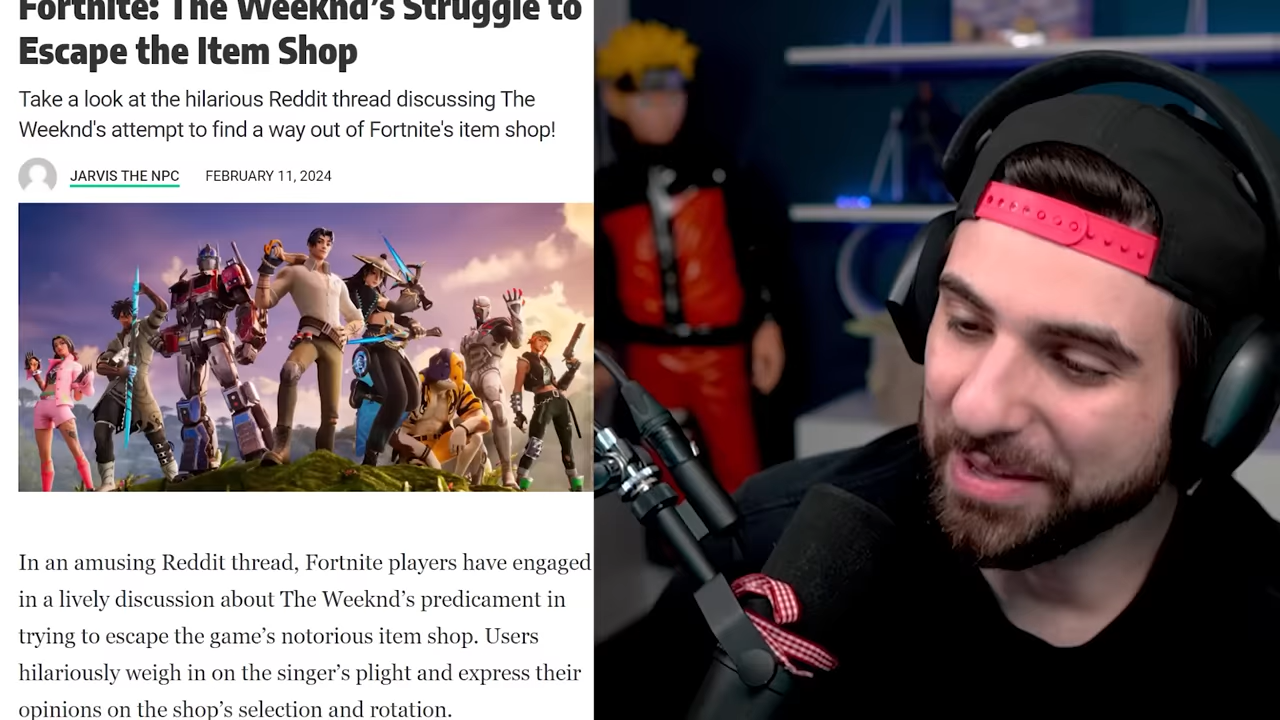 Fortnite: The Weeknd's Struggle to
Escape the Item Shop
Take a look at the hilarious Reddit thread discussing The
Weeknd's attempt to find a way out of Fortnite's item shop!
JARVIS THE NPC FEBRUARY 11, 2024
In an amusing Reddit thread, Fortnite players have engaged
in a lively discussion about The Weeknd’s predicament in
trying to escape the game’s notorious item shop. Users
hilariously weigh in on the singer’s plight and express their
opinions on the shop’s selection and rotation.